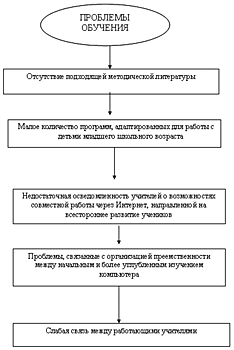 ПРОБЛЕМЫ
ОБУЧЕНИЯ
Отсутствие подходящей методической литературы
Малое количество программ, адаптированных для работы с
детьми младшего школьного возраста
Недостаточная осведомленность учителей о возможностях
совместной работы через Интернет, направленной на
всестороннее развитие учеников
Проблемы, связанные с организацией преемственности
между начальным и более углубленным изучением
компьютера
Слабая связь между работающими учителями